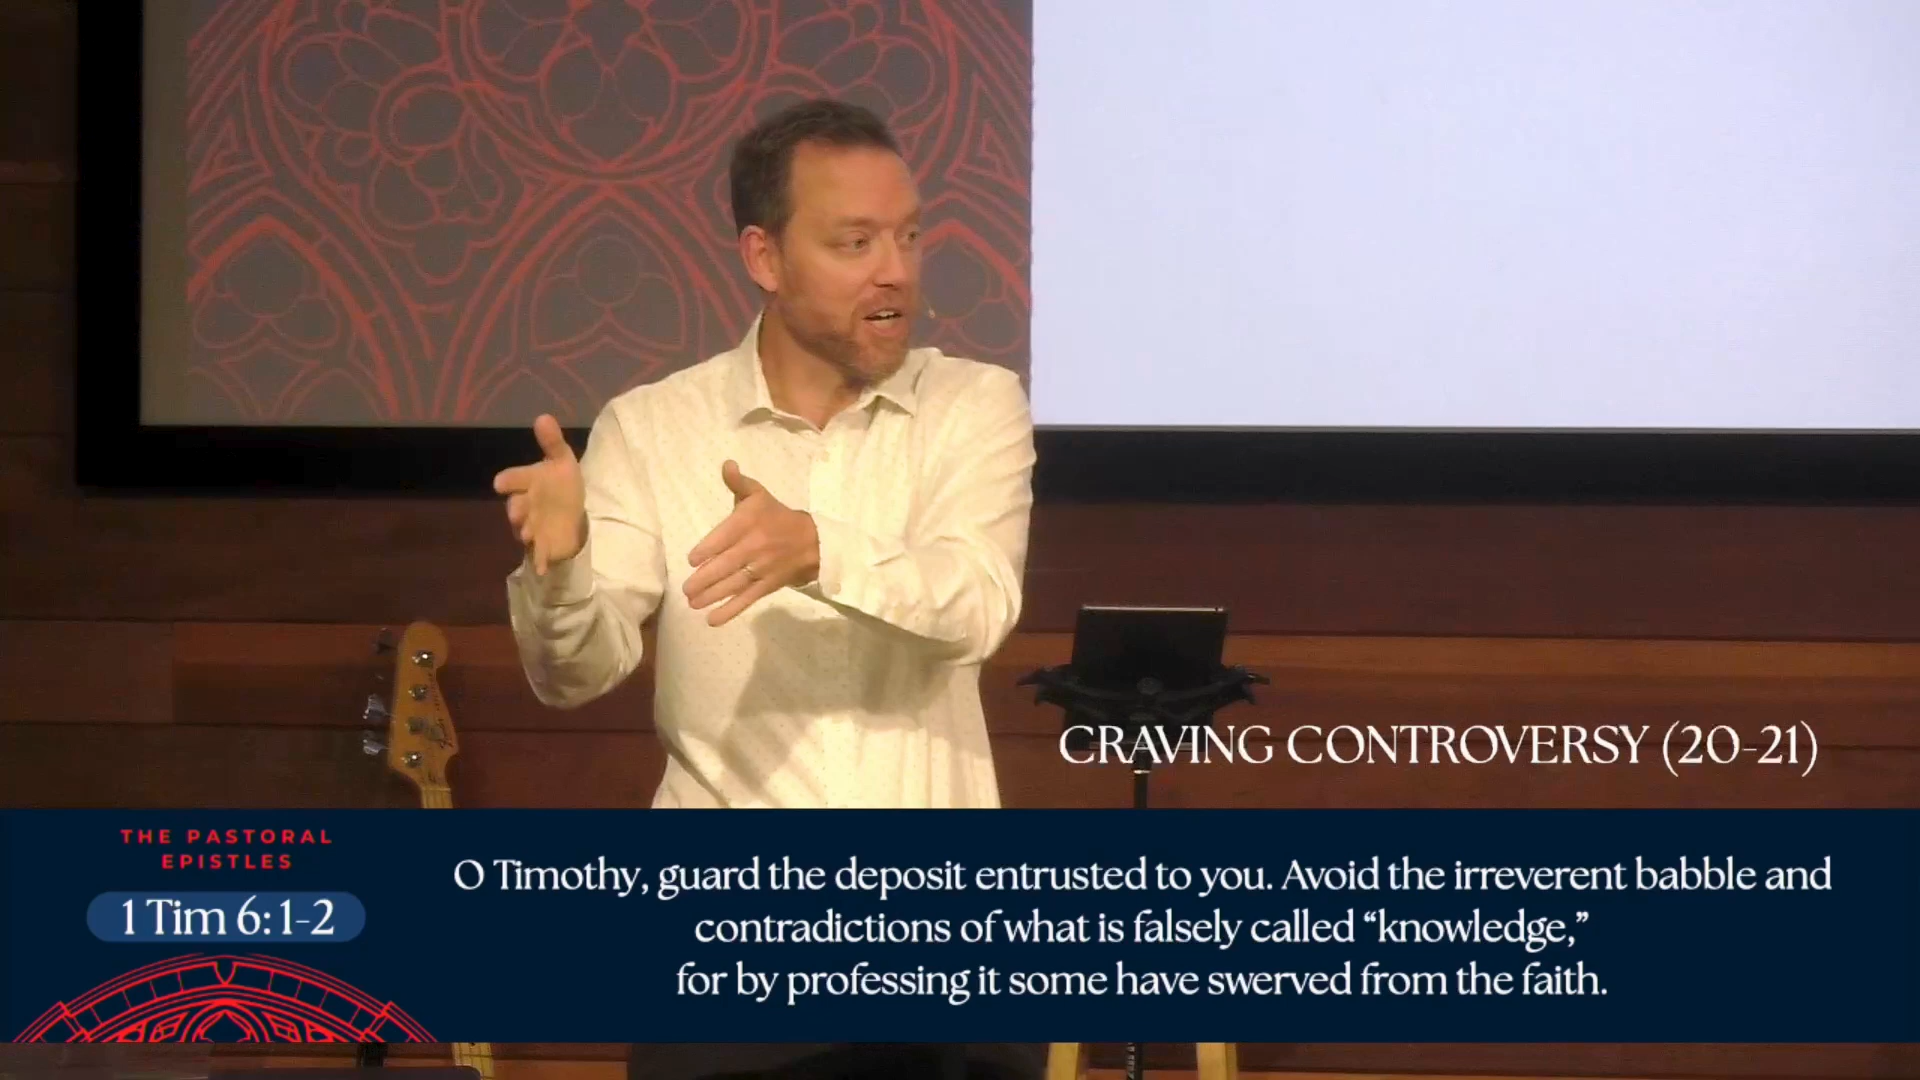 CRAVING CONTROVERSY (20-21)
THE PASTORAL
EPISTLES
1 Tim 6:1-2
O Timothy, guard the deposit entrusted to you. Avoid the irreverent babble and
contradictions of what is falsely called “knowledge,”
for by professing it some have swerved from the faith.